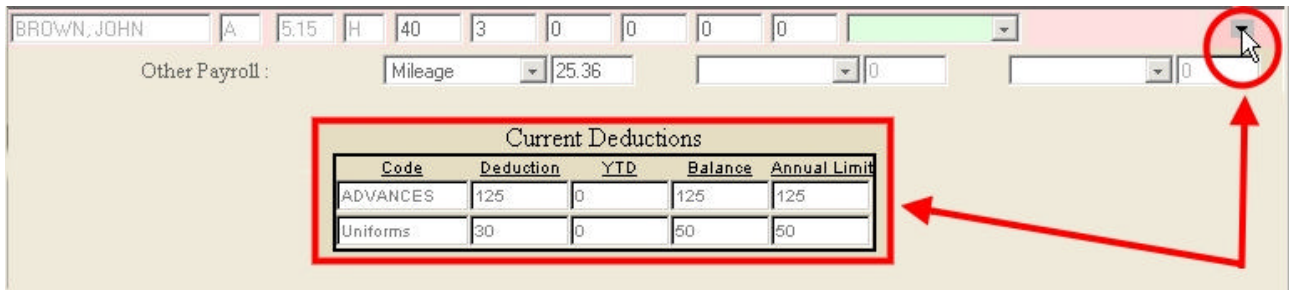 BROWN, JOHN A 5.15 H 40 3 0 0 0 0
Other Payroll : Mileage 25.36 0 0
Current Deductions
Code Deduction YTD Balance Annual Limit
ADVANCES 125 0 125 125
Uniforms 30 0 50 50